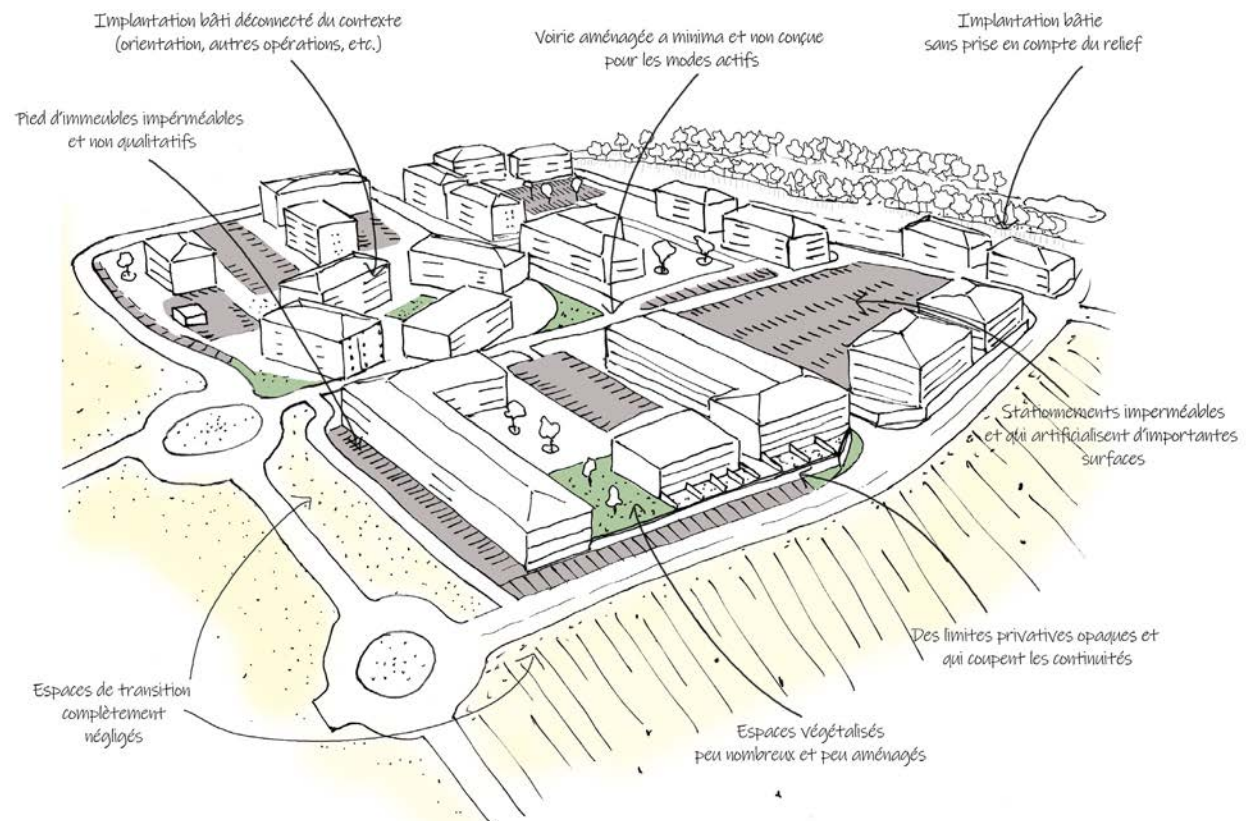 Implantation bâti déconnecté du contexte
(orientation, autres opérations, etc.)
Voirie aménagée a minima et non conçue
pour les modes actifs
Implantation bâtie
sans prise en compte du relief
Pied d'immeubles impérméables
et non qualitatifs
Stationnements imperméables
et qui artificialisent d'importantes
surfaces
Des limites privatives opaques et
qui coupent les continuités
Espaces de transition
complètement
négligés
Espaces végétalisés
peu nombreux et peu aménagés